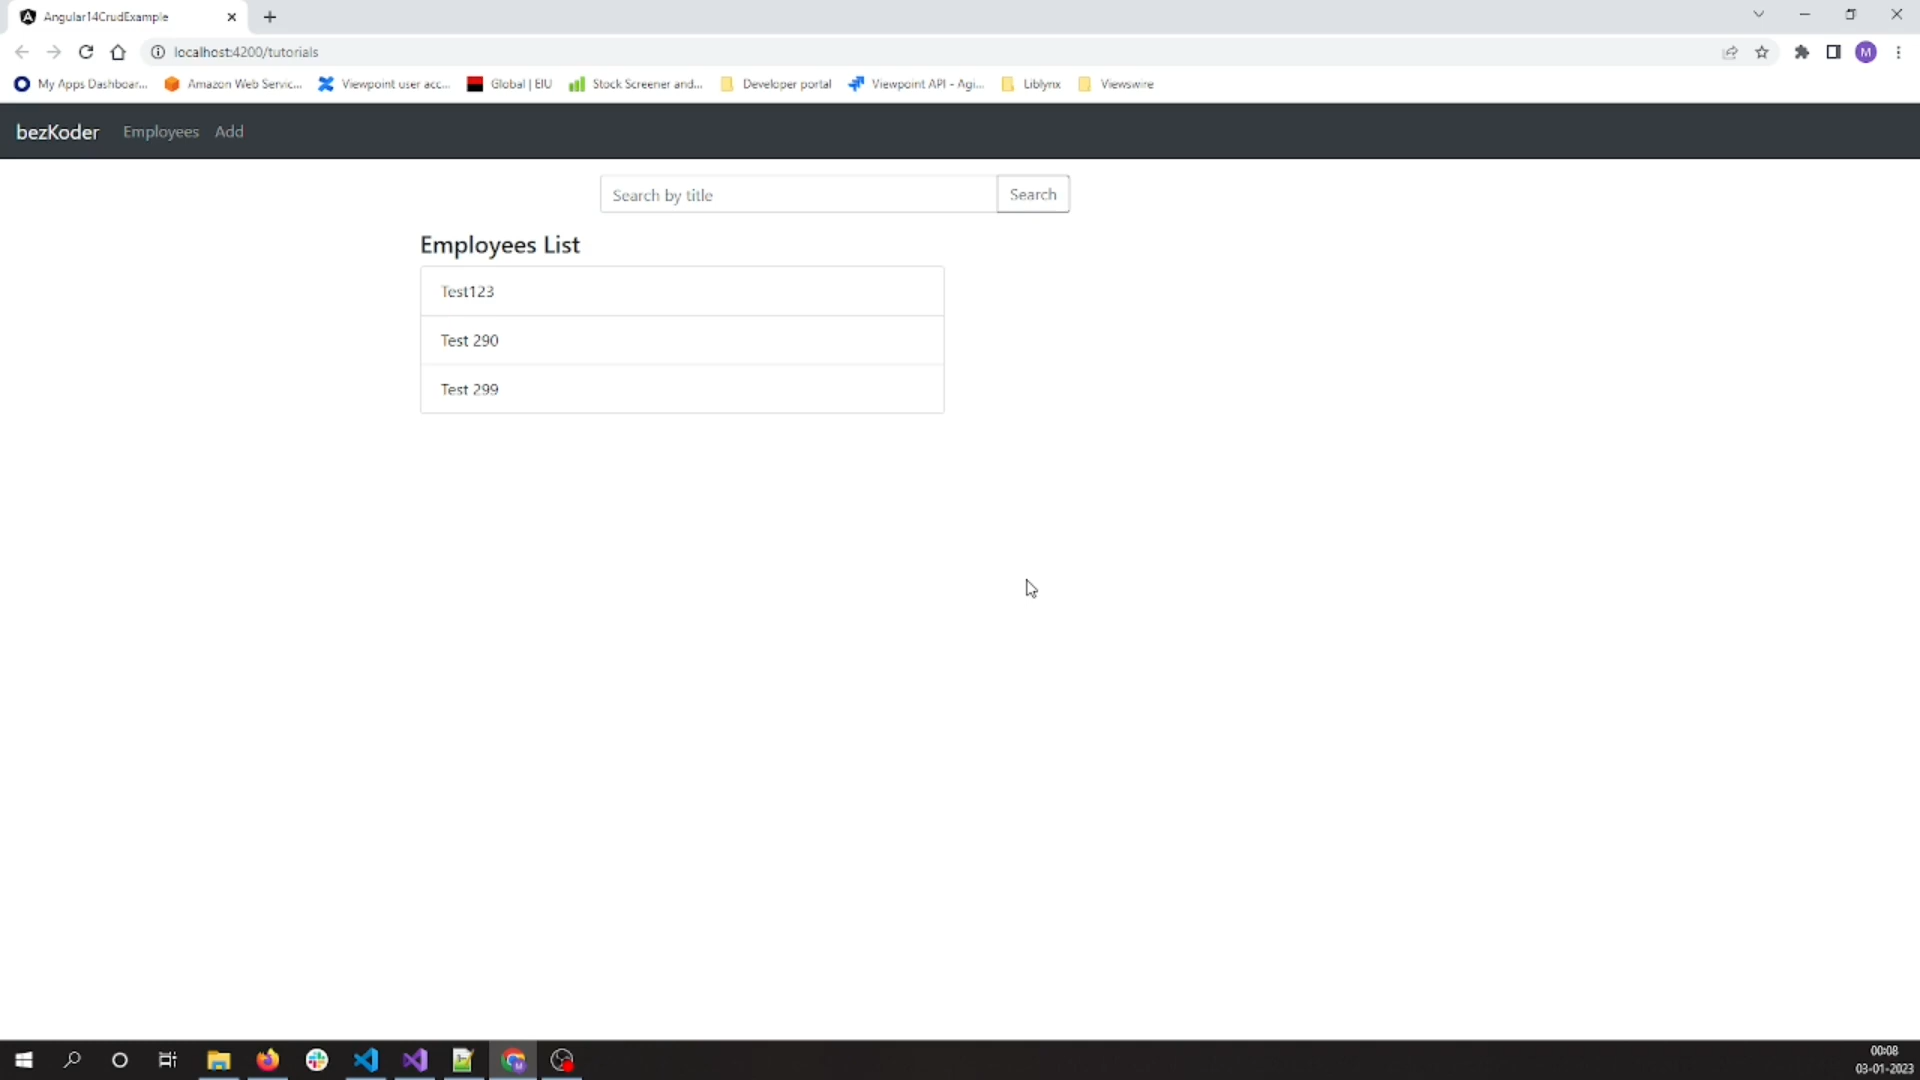 Angular14CrudExample
localhost:4200/tutorials
M
My Apps Dashboar... Amazon Web Servic... Viewpoint user acc... Global | EIU Stock Screener and... Developer portal Viewpoint API - Agi... Liblynx Viewswire
bezKoder Employees Add
Search by title Search
Employees List
Test123
Test 290
Test 299
00:08
03-01-2023